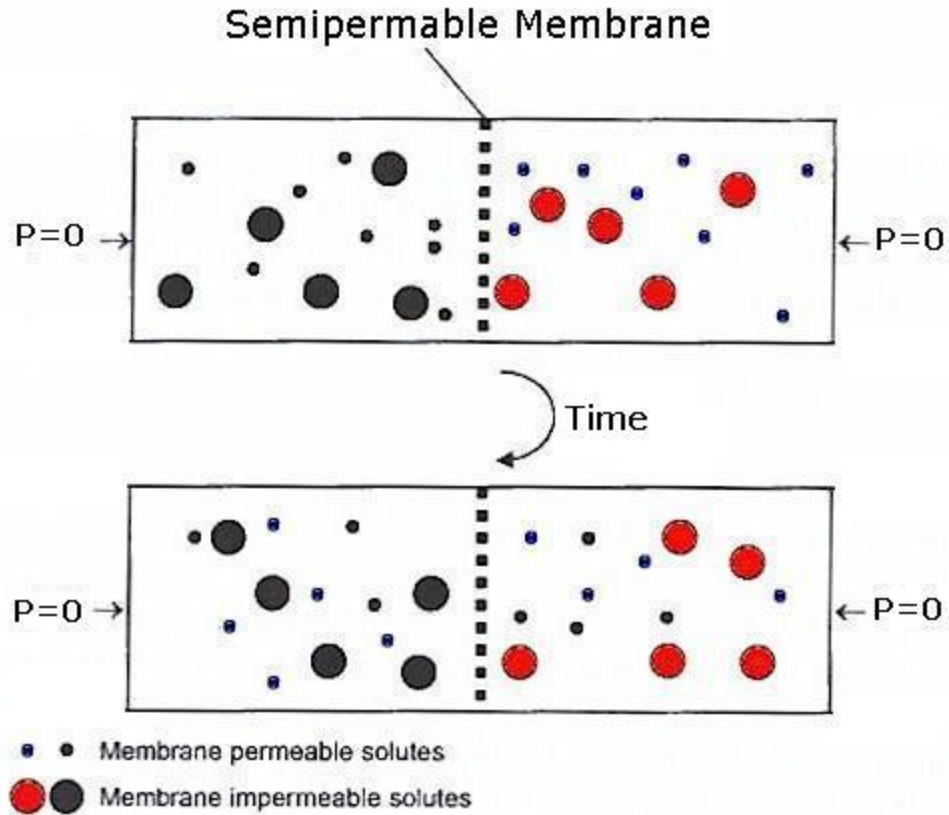 Semipermable Membrane
P=0
P=0
Time
P=0
P=0
Membrane permeable solutes
Membrane impermeable solutes